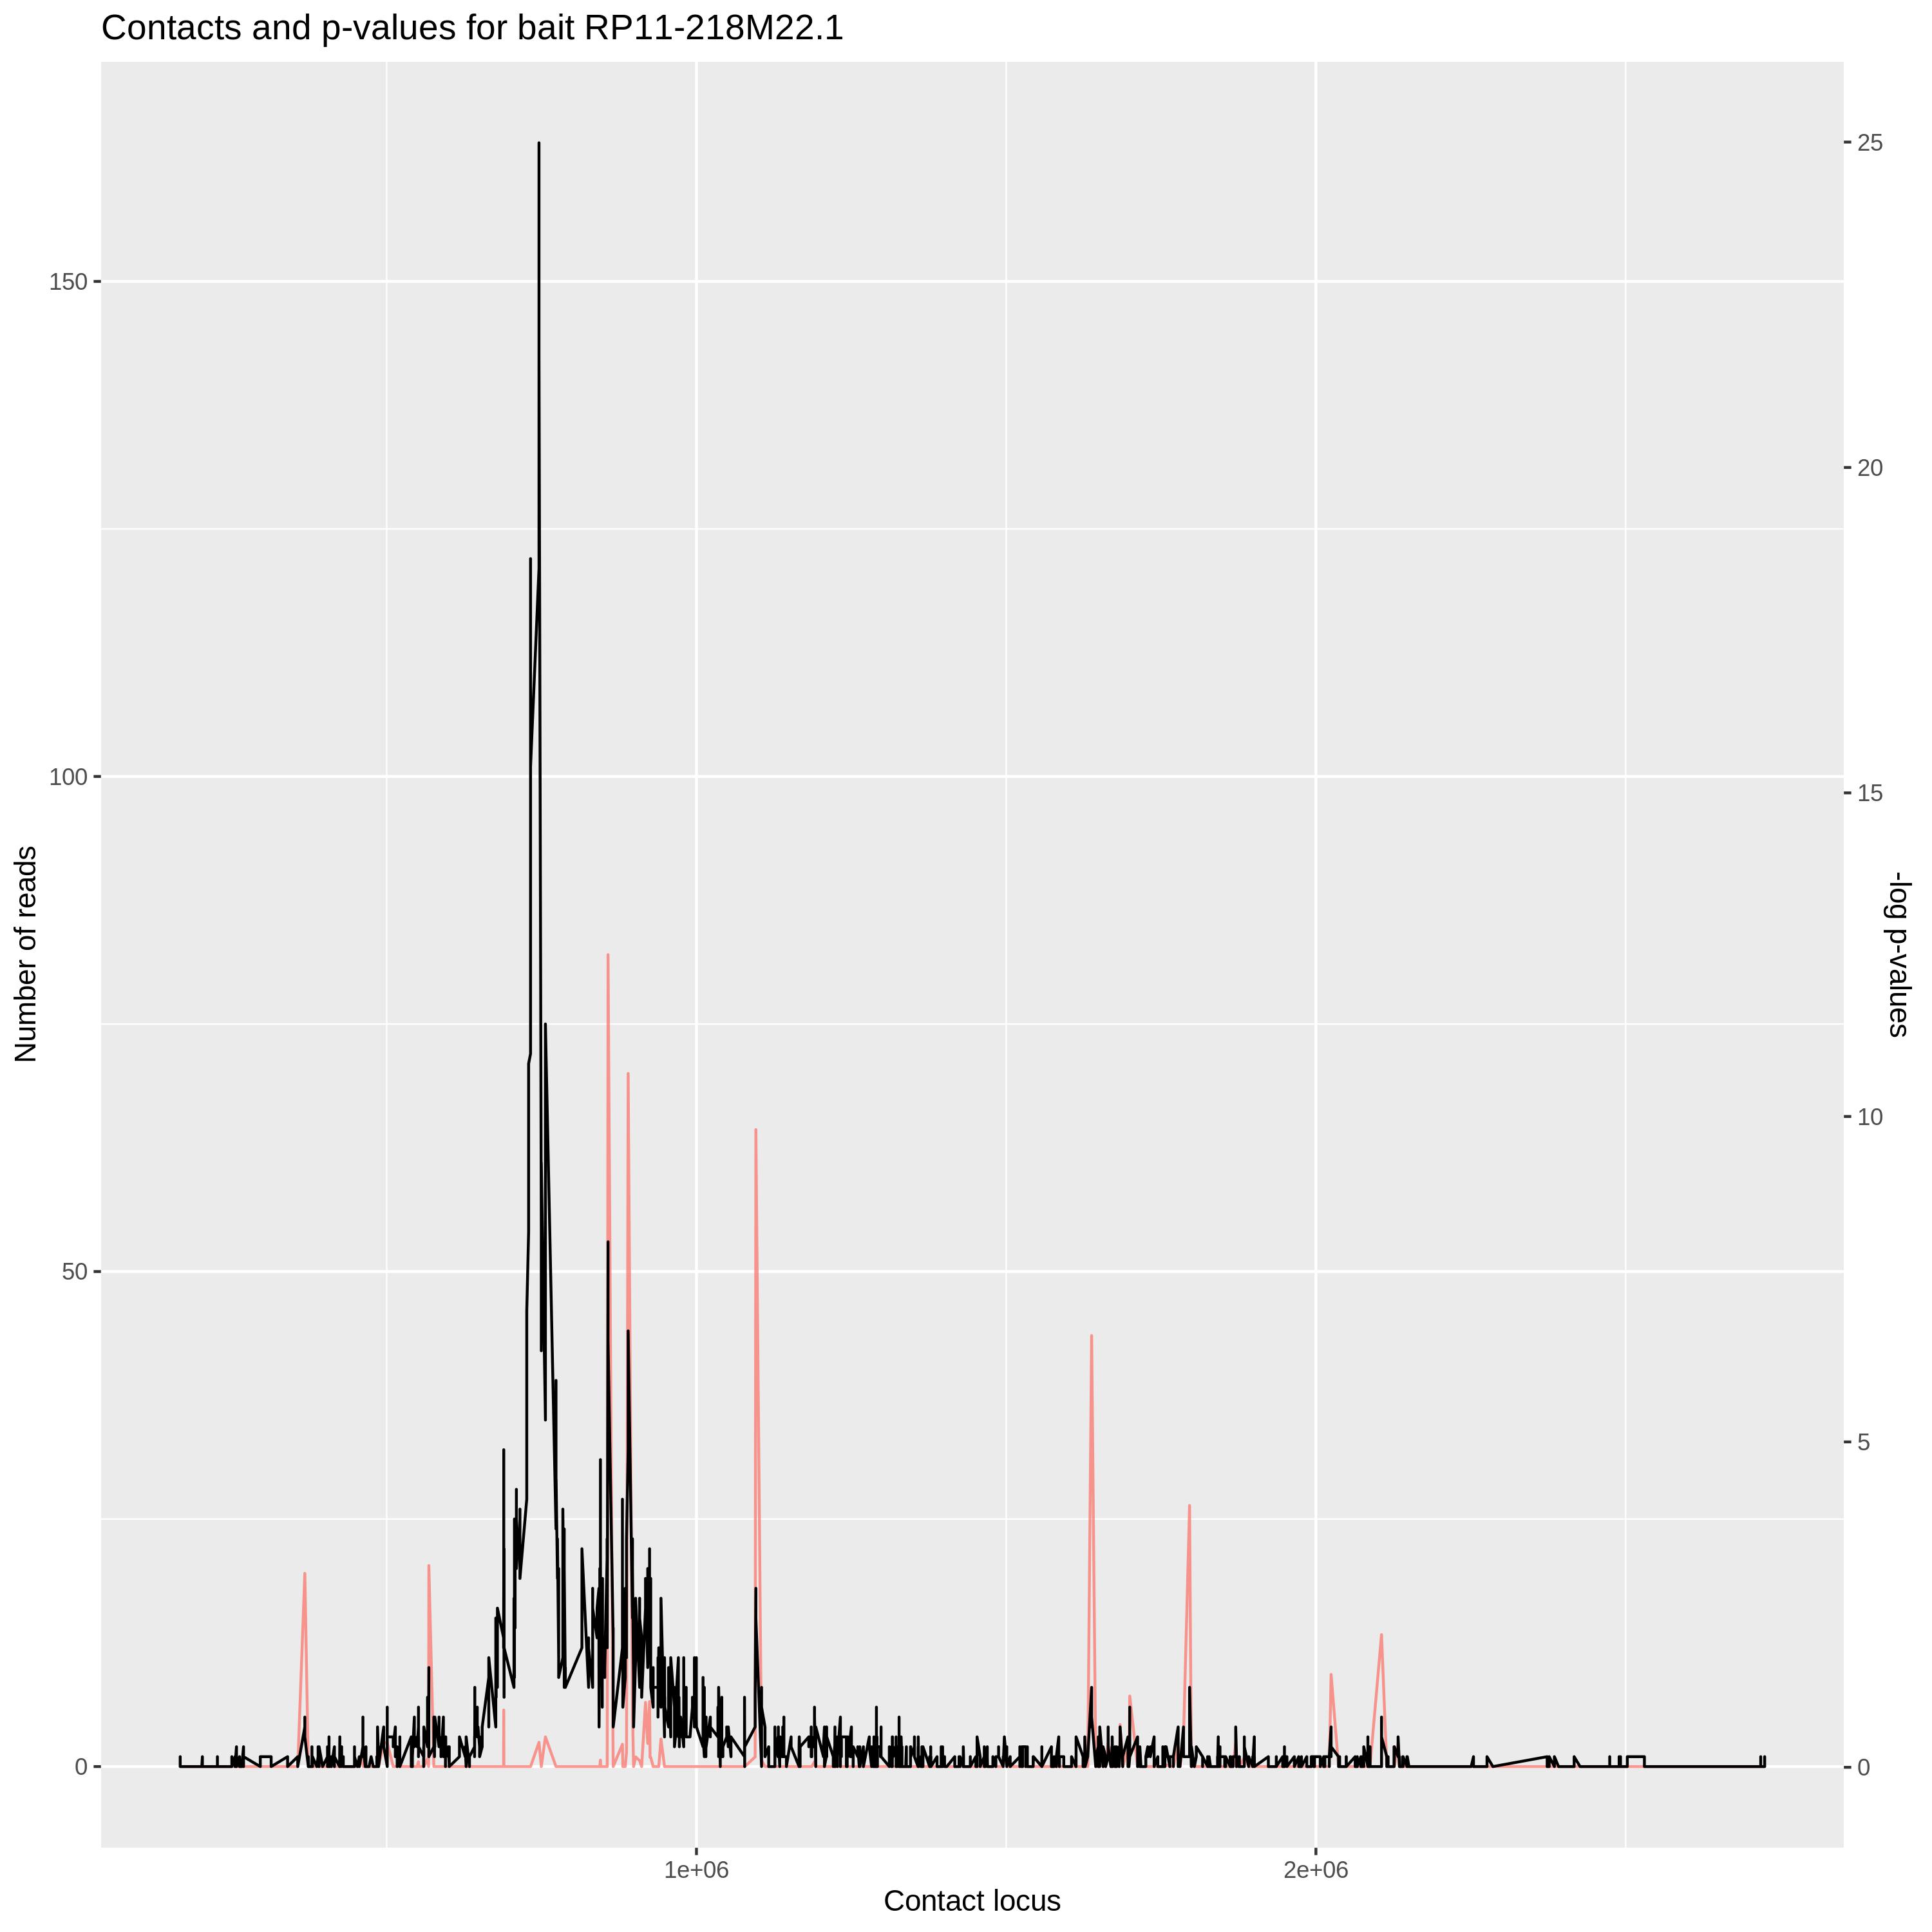 Contacts and p-values for bait RP11-218M22.1
150
100
50
0
Number of reads
25
20
15
10
5
0
-log p-values
1e+06
2e+06
Contact locus